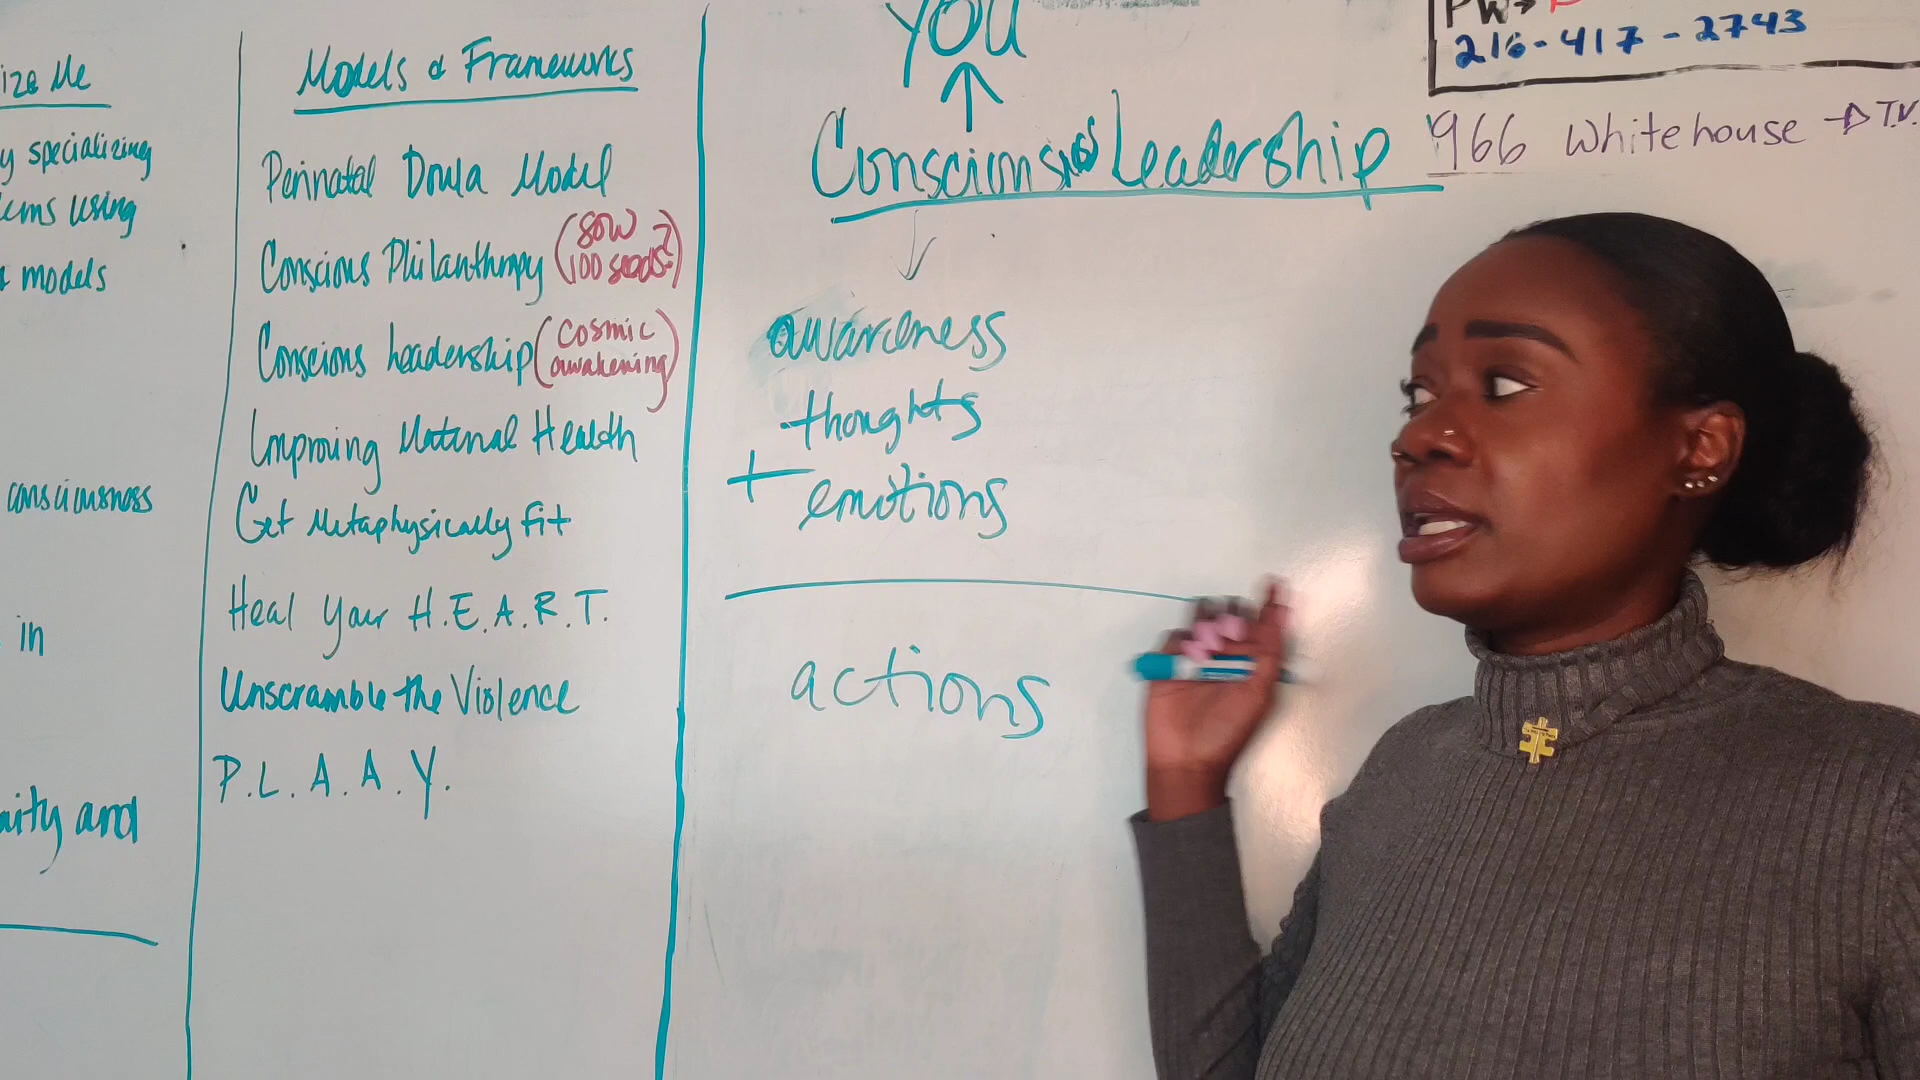 ize Me
y specializing
ems using
models
consciousness
in
nity and
Models & Frameworks
Perinatal Doula Model
Conscious Philanthropy (SOW 100 seeds?)
Conscious Leadership (cosmic awakening)
Improving Maternal Health
Get Metaphysically Fit
Heal Your H.E.A.R.T.
Unscramble the Violence
P.L.A.A.Y.
YOU
↑
Conscious Leadership
↓
awareness
thoughts
+ emotions
actions
PW→
216-417-2743
966 Whitehouse → T.V.